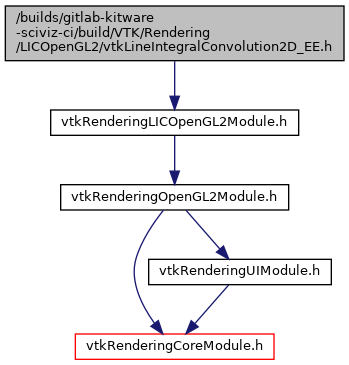 /builds/gitlab-kitware
-sciviz-ci/build/VTK/Rendering
/LICOpenGL2/vtkLineIntegralConvolution2D_EE.h
vtkRenderingLICOpenGL2Module.h
vtkRenderingOpenGL2Module.h
vtkRenderingUIModule.h
vtkRenderingCoreModule.h